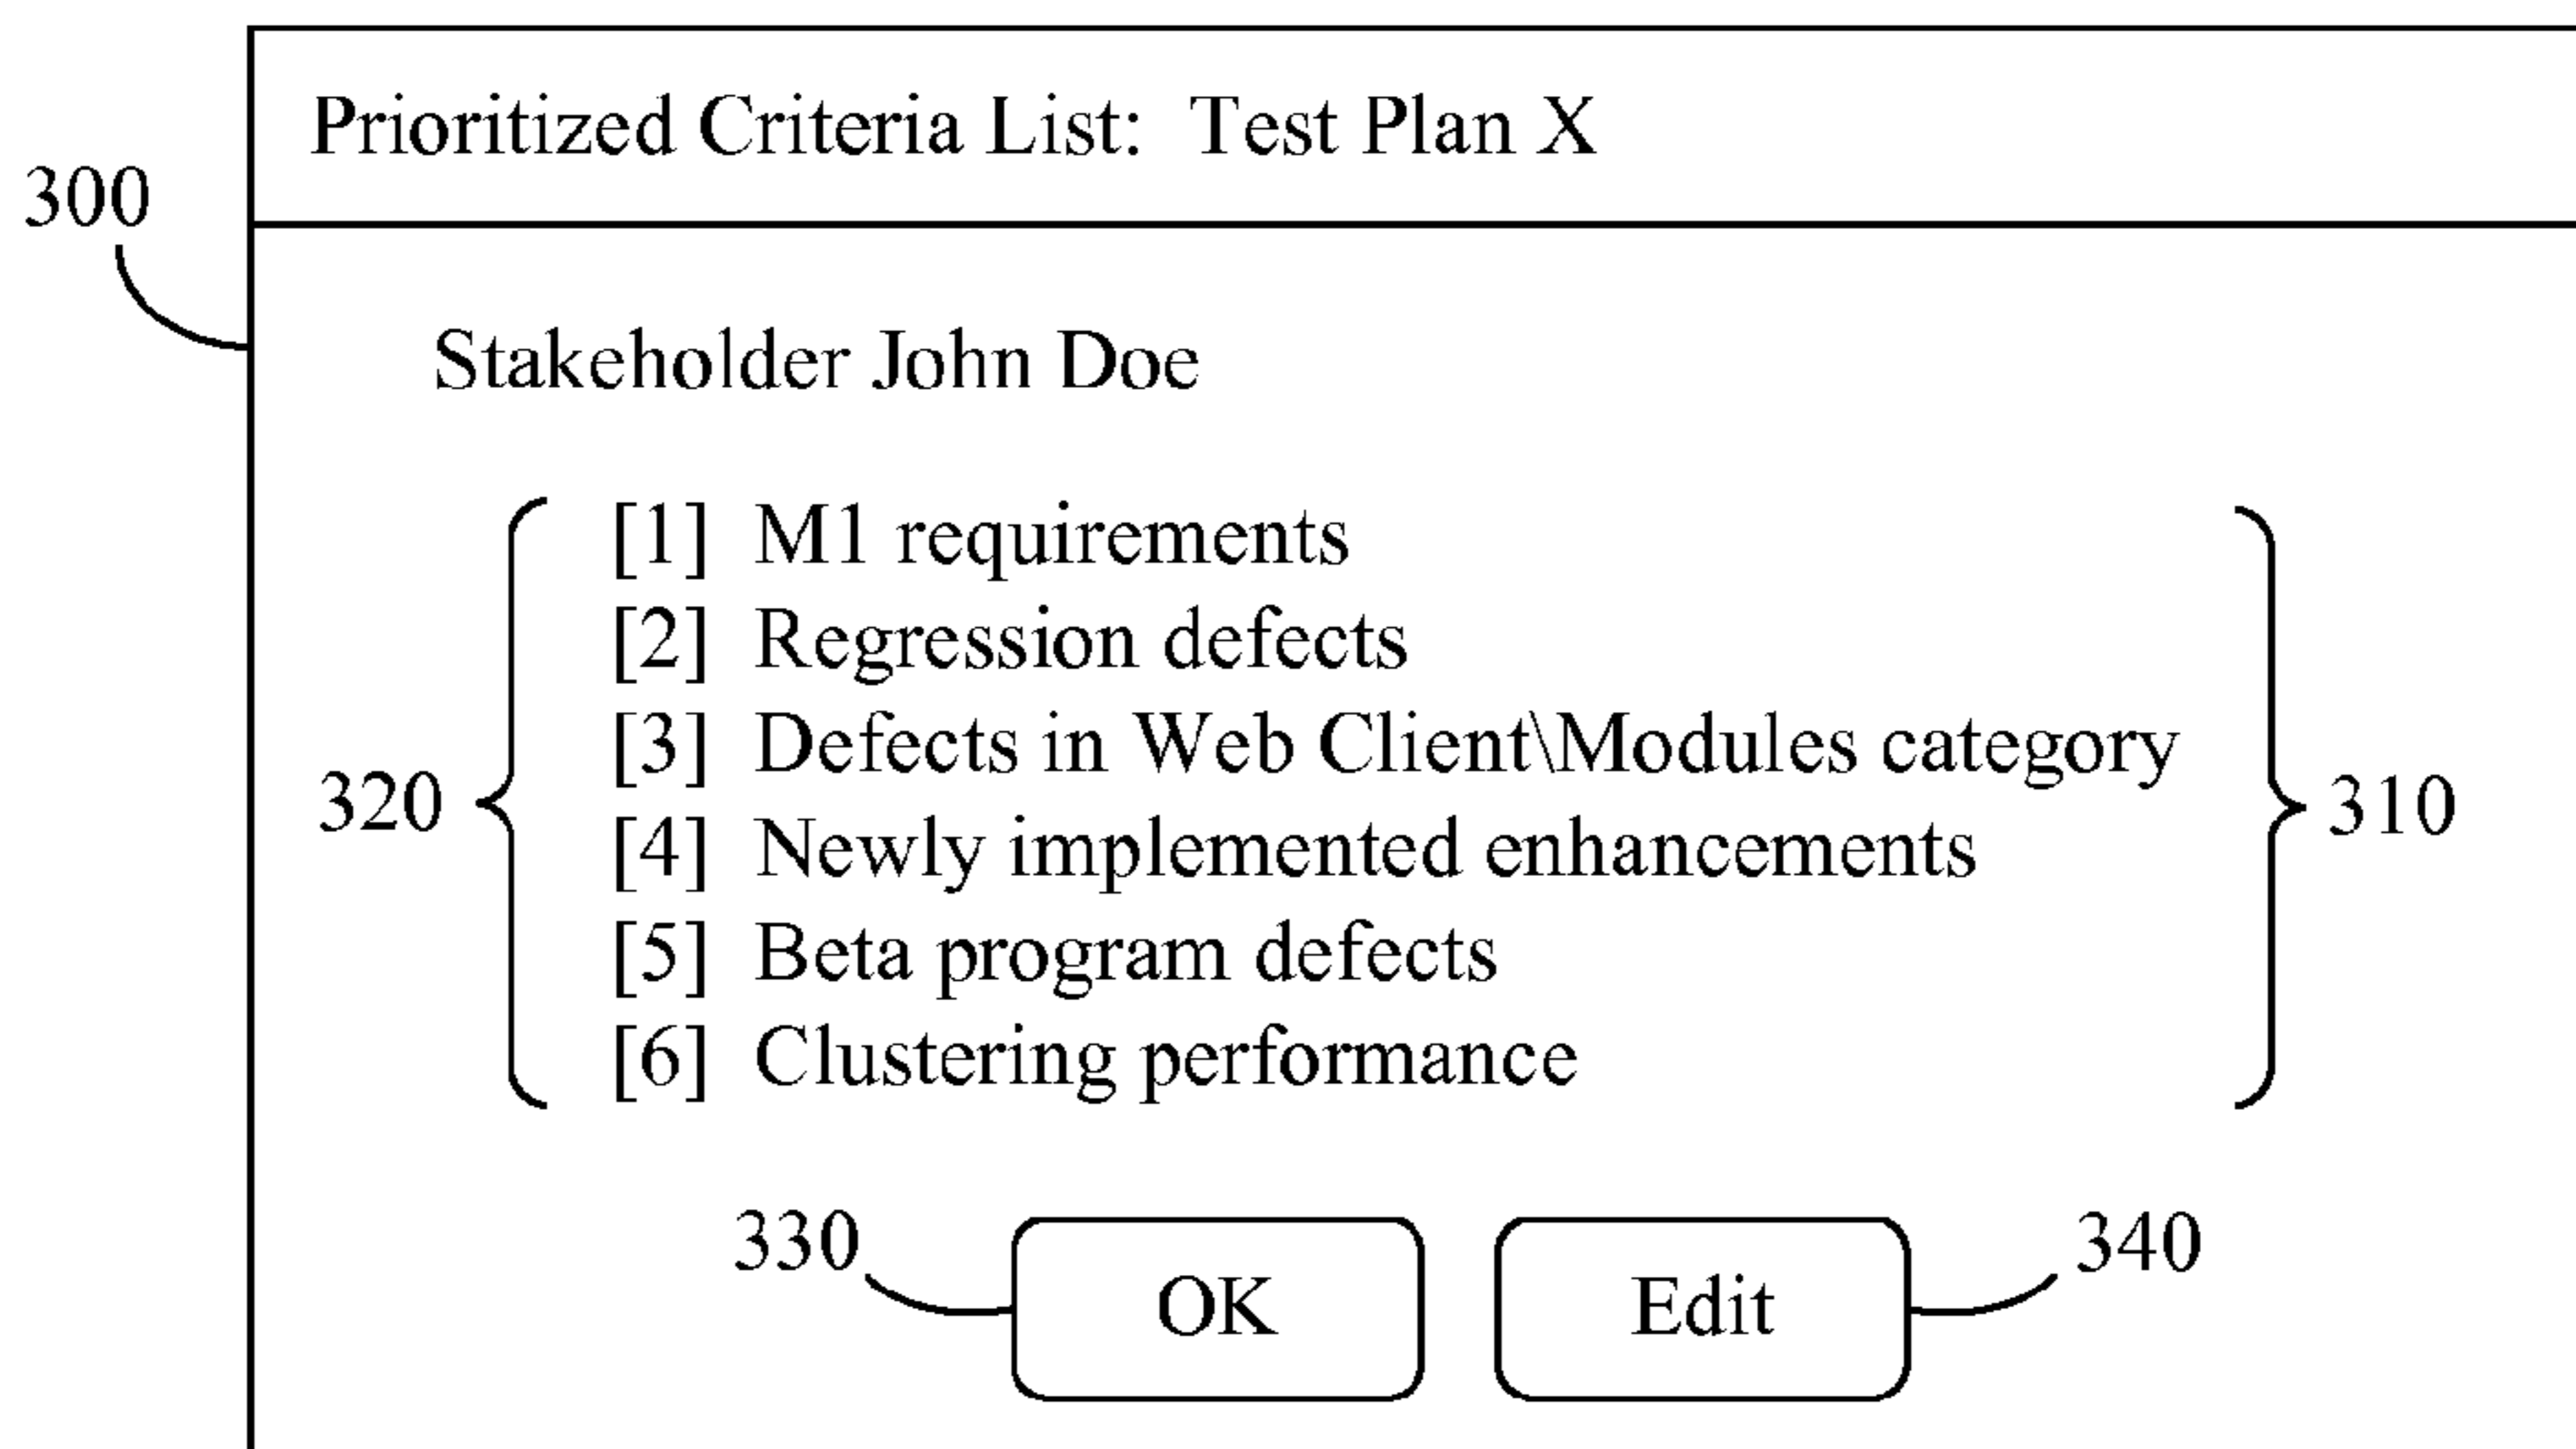 Prioritized Criteria List: Test Plan X
300
Stakeholder John Doe
[1] M1 requirements
[2] Regression defects
[3] Defects in Web Client\Modules category
320
310
[4] Newly implemented enhancements
[5] Beta program defects
[6] Clustering performance
330
OK
Edit
340